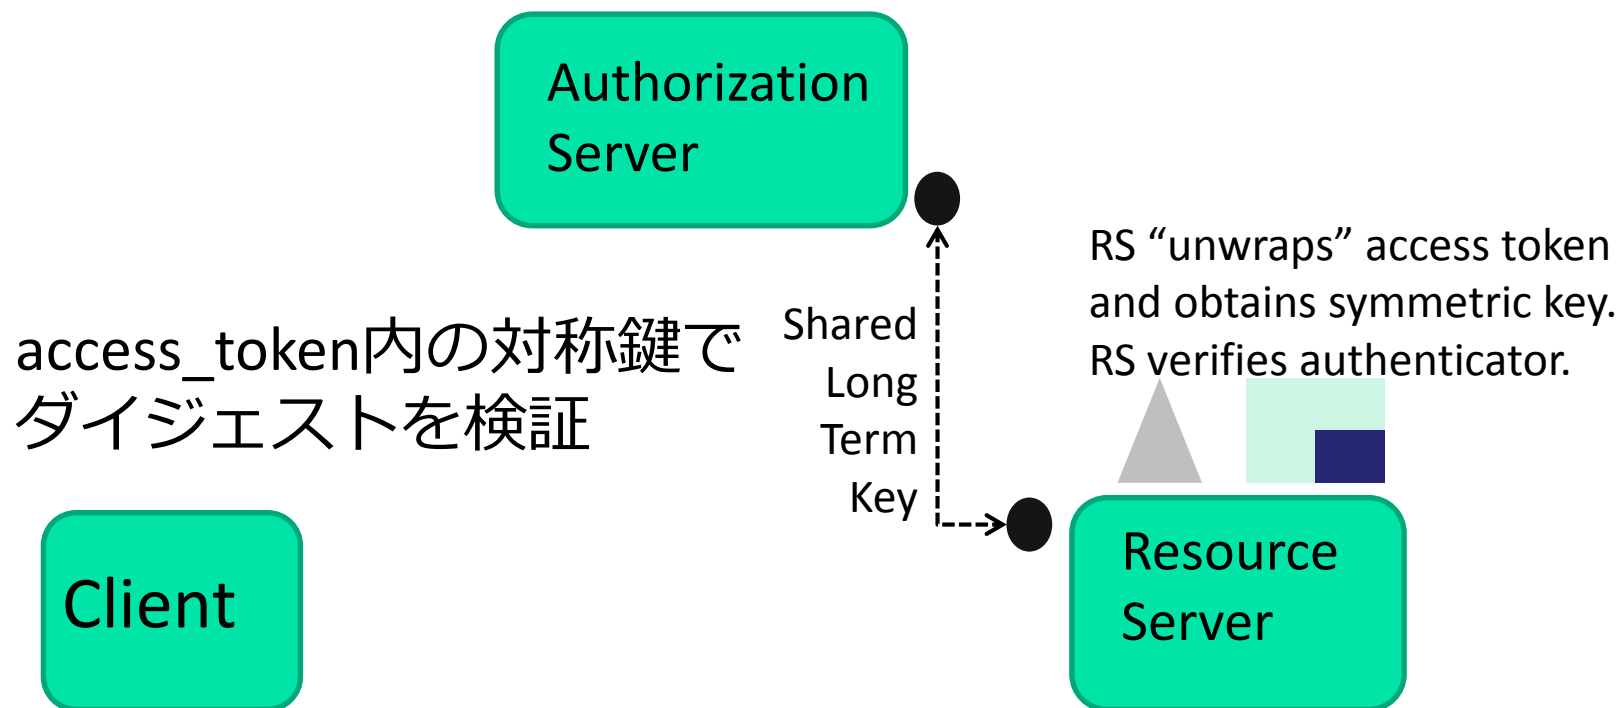 Authorization
Server
RS “unwraps” access token
and obtains symmetric key.
RS verifies authenticator.
access_token内の対称鍵で
ダイジェストを検証
Shared
Long
Term
Key
Client
Resource
Server